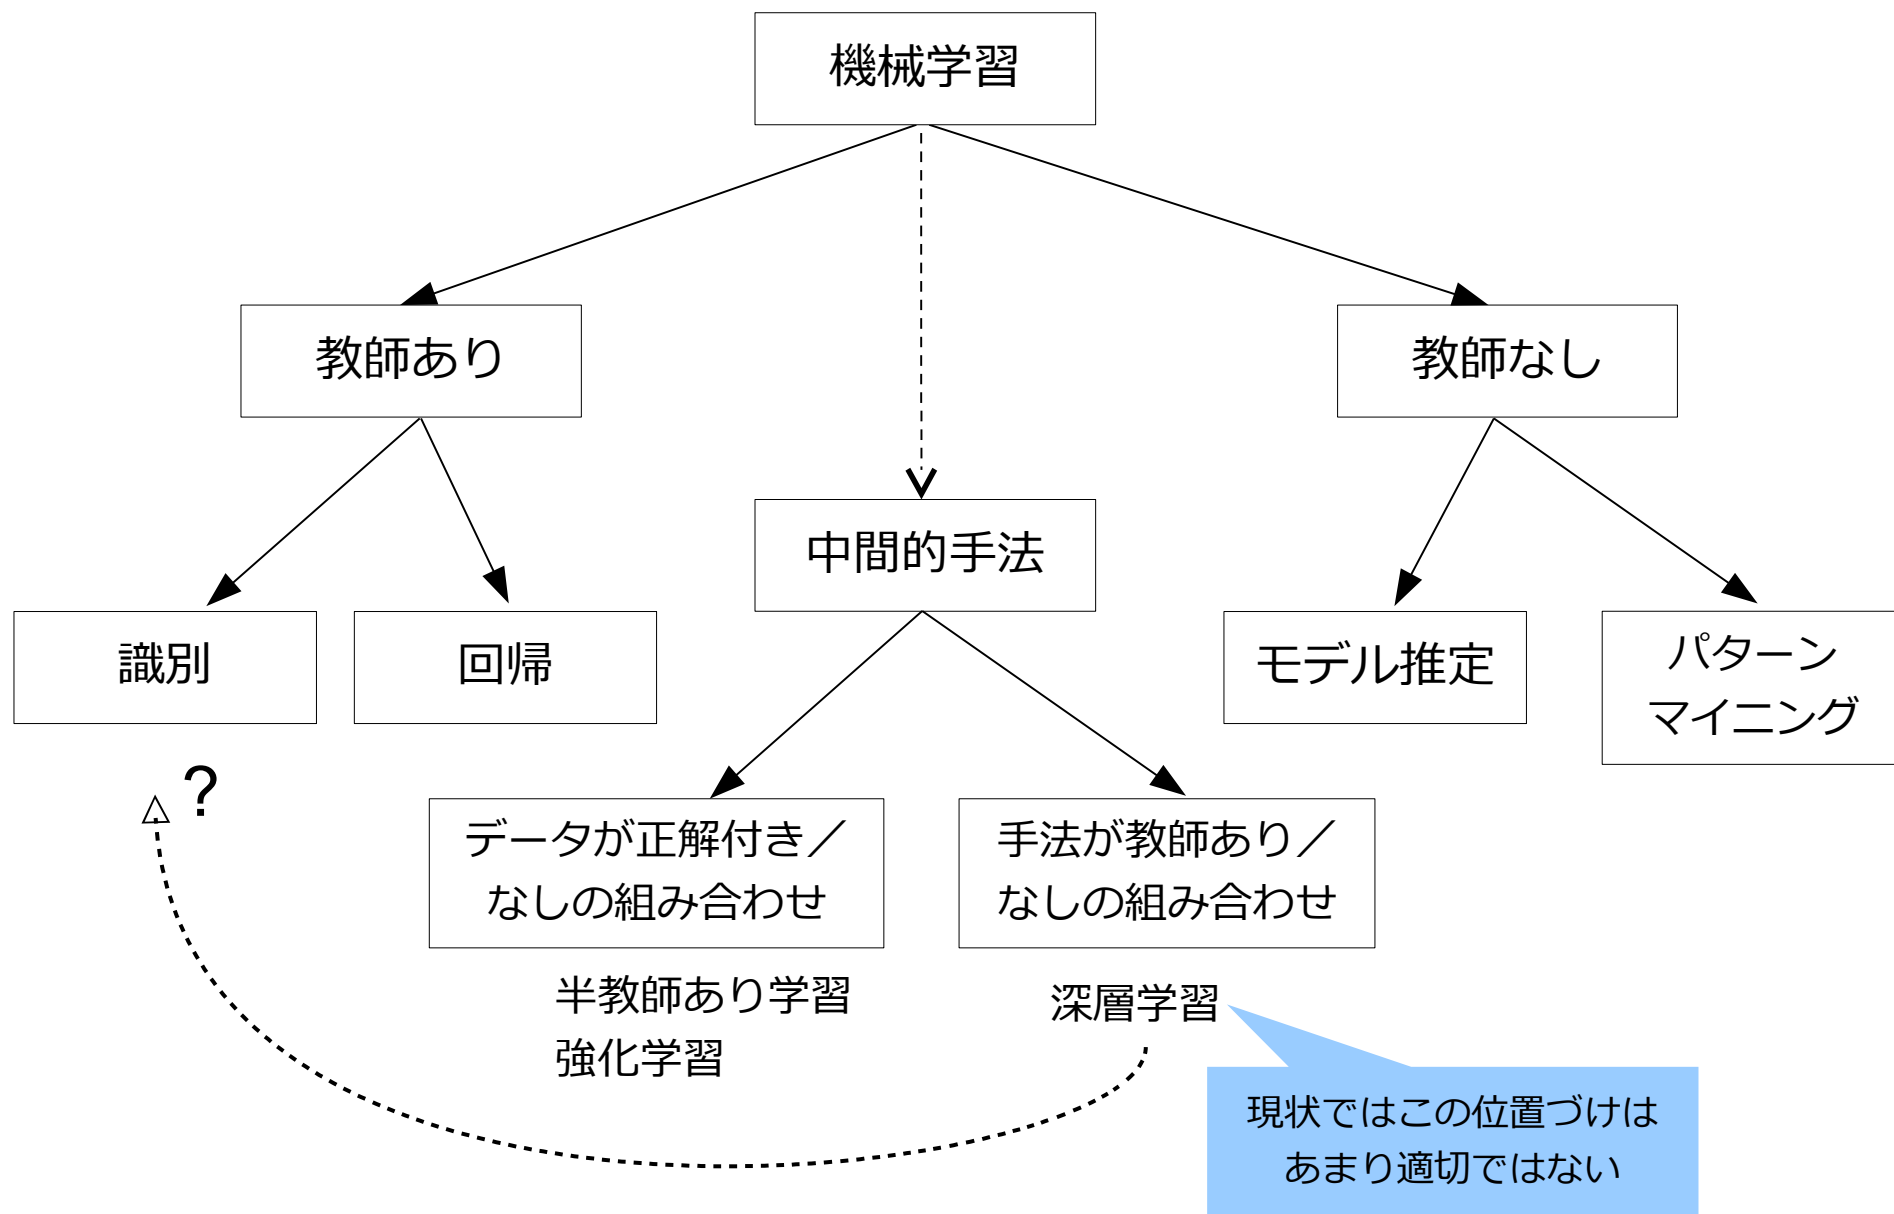 機械学習
教師あり
教師なし
中間的手法
識別
回帰
モデル推定
パターン
マイニング
?
データが正解付き／
なしの組み合わせ
手法が教師あり／
なしの組み合わせ
半教師あり学習
強化学習
深層学習
現状ではこの位置づけは
あまり適切ではない